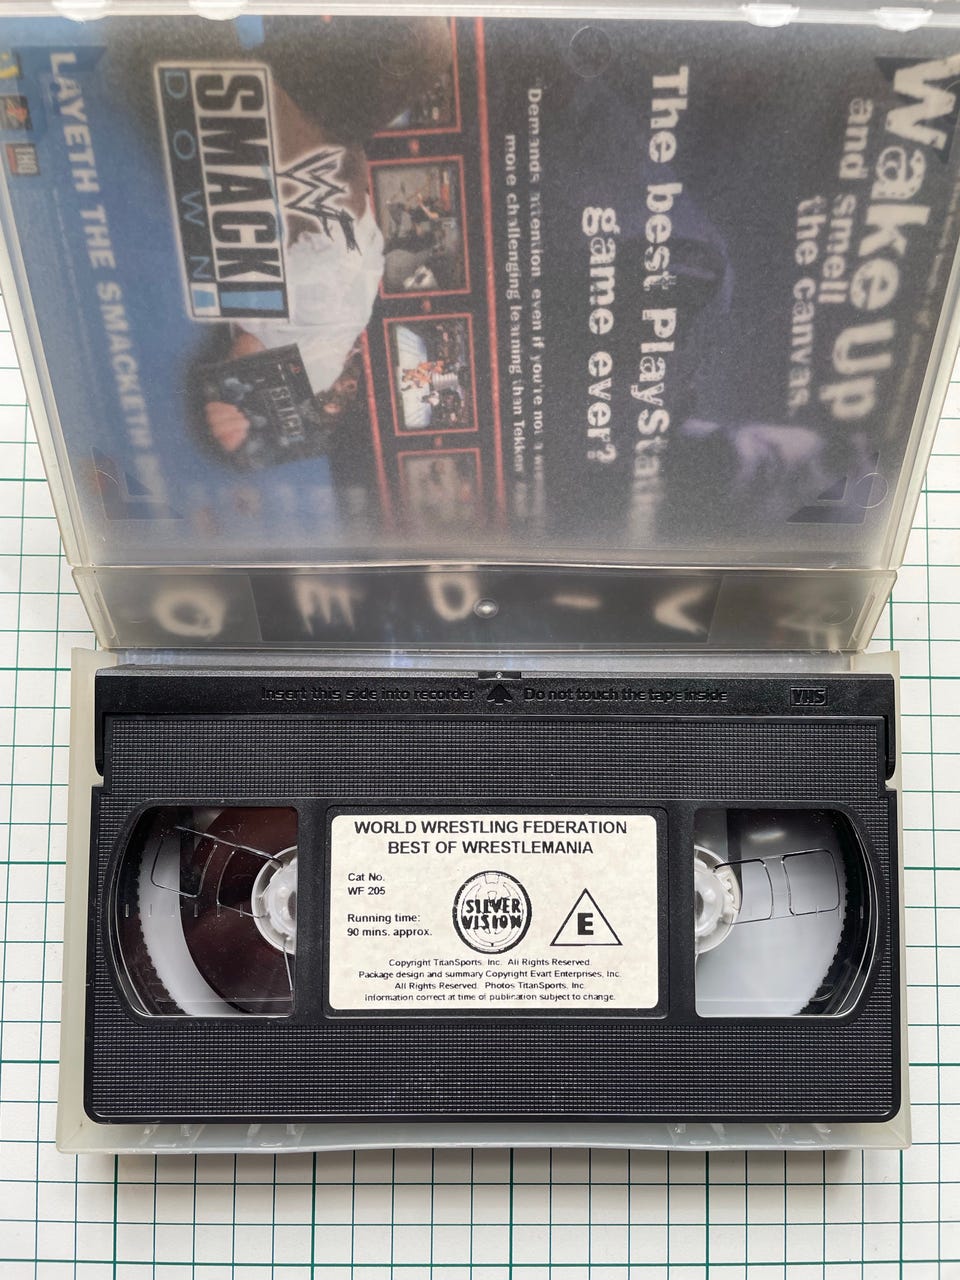 Wake Up
and smell
the canvas.
The best PlayStation
game ever?
Demands attention even if you're not a
more challenging learning than Tekken
WF
SMACK!
DOWN!
LAYETH THE SMACKETH
THQ
Insert this side into recorder Do not touch the tape inside VHS
WORLD WRESTLING FEDERATION
BEST OF WRESTLEMANIA
Cat No.
WF 205
Running time:
90 mins. approx.
SILVER
VISION
E
Copyright TitanSports, Inc. All Rights Reserved.
Package design and summary Copyright Evart Enterprises, Inc.
All Rights Reserved. Photos TitanSports, Inc.
Information correct at time of publication subject to change.